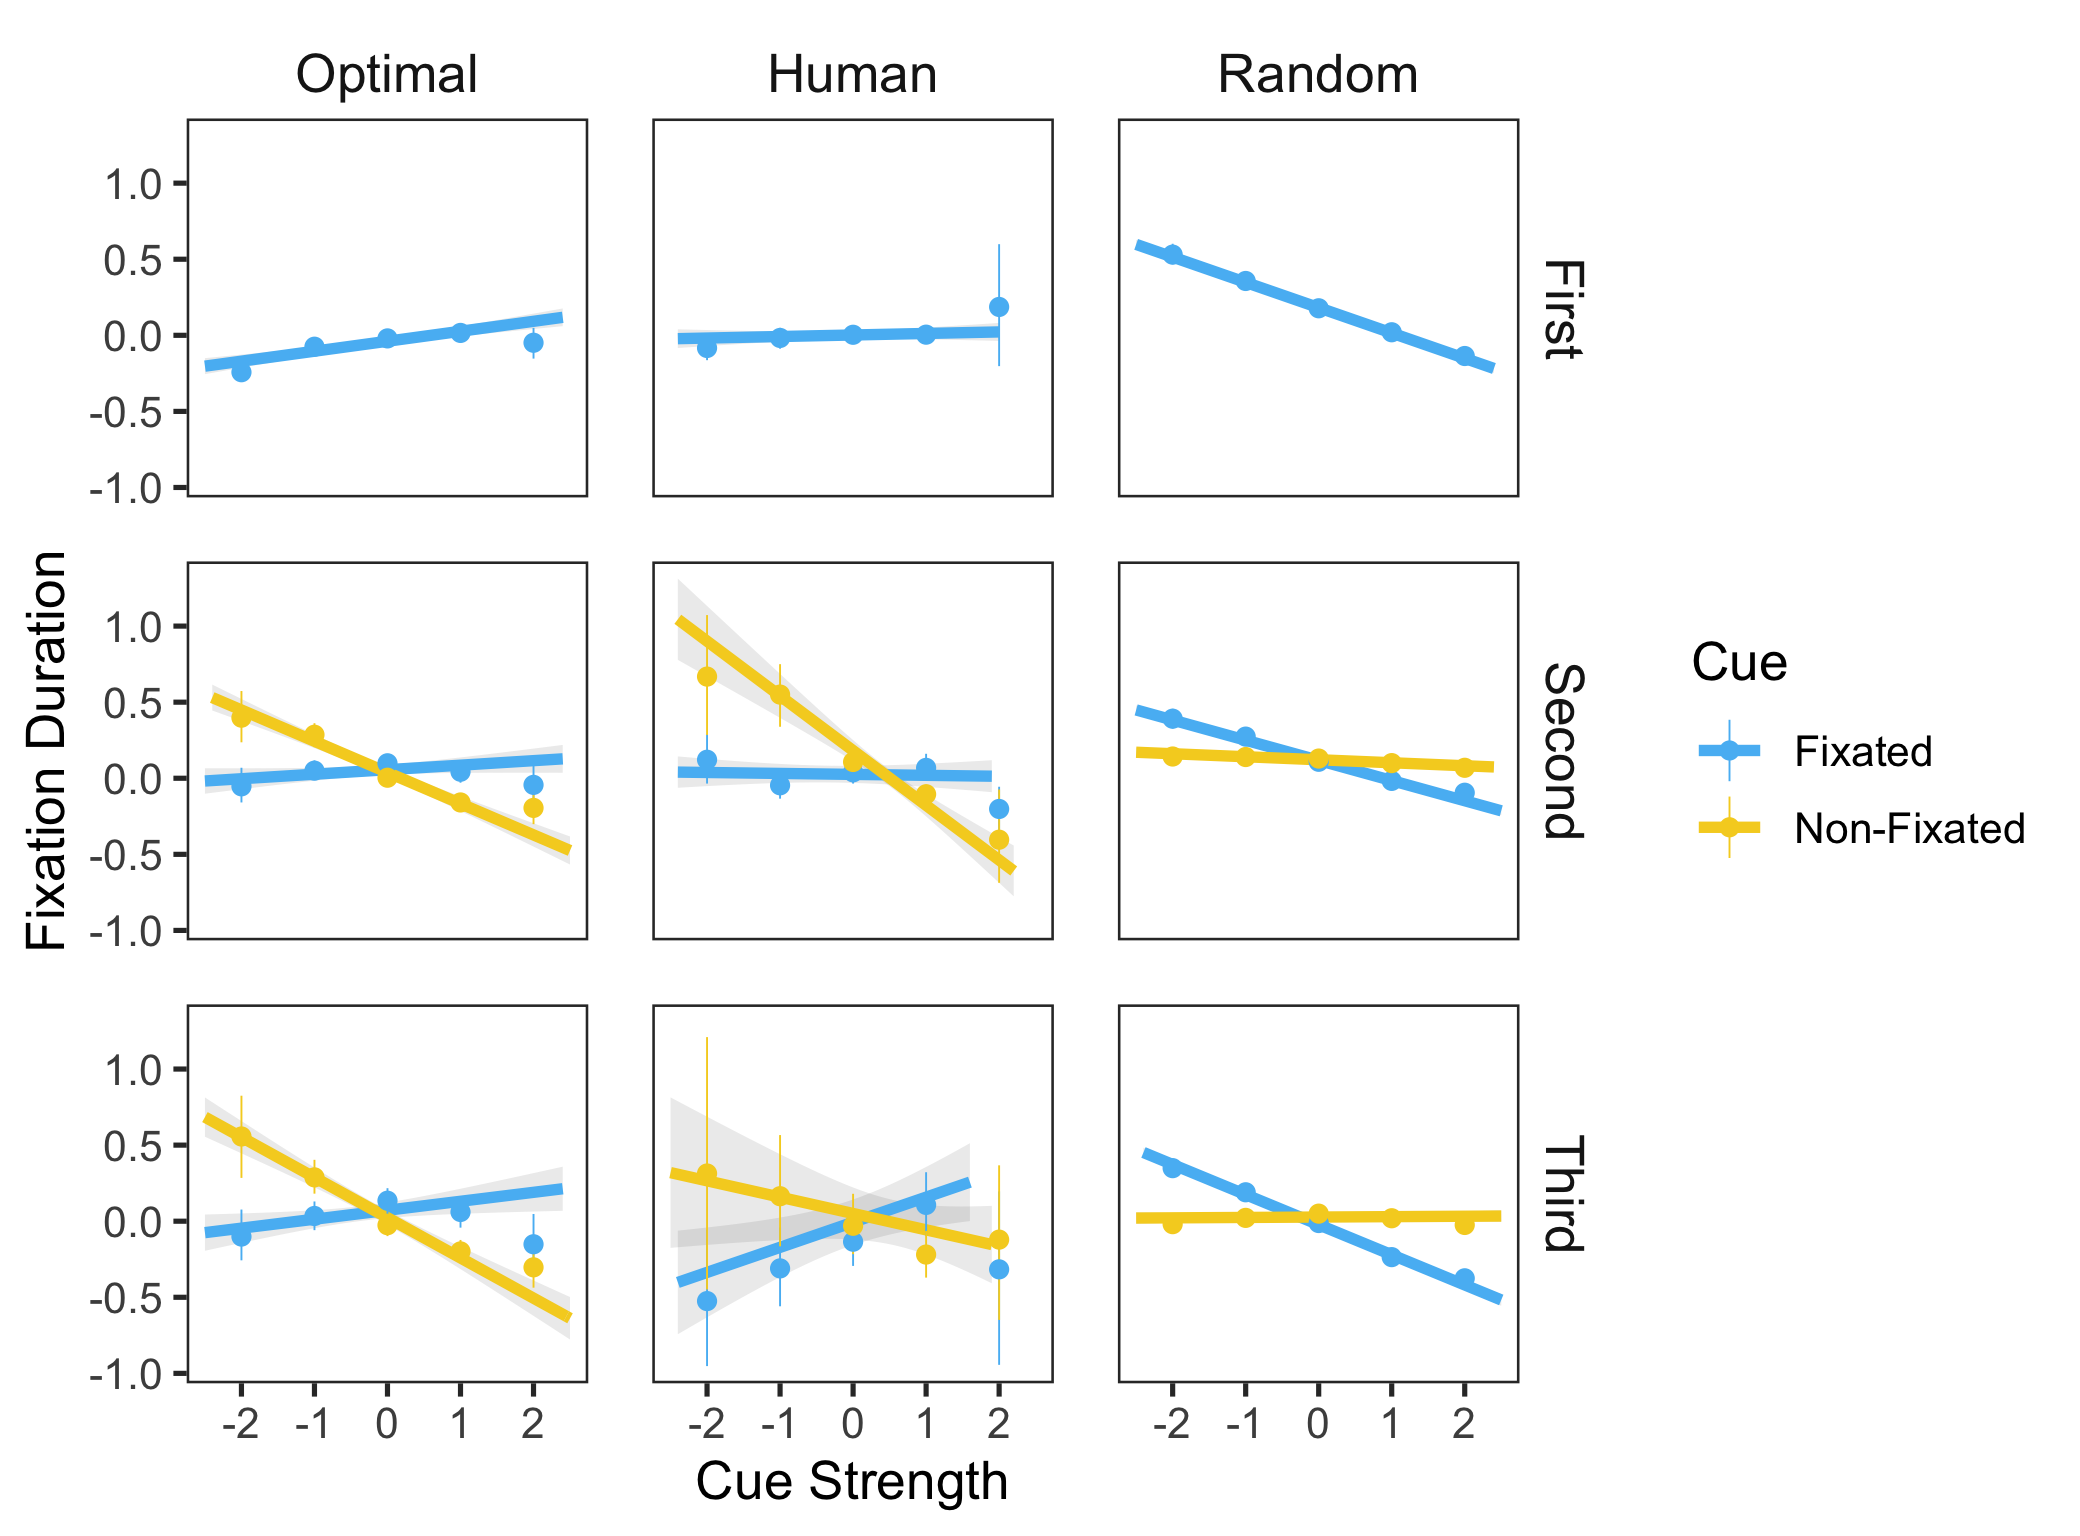 Optimal Human Random
1.0
0.5
0.0
-0.5
-1.0
First
Fixation Duration
1.0
0.5
0.0
-0.5
-1.0
Second
Cue
Fixated
Non-Fixated
1.0
0.5
0.0
-0.5
-1.0
Third
-2 -1 0 1 2 -2 -1 0 1 2 -2 -1 0 1 2
Cue Strength